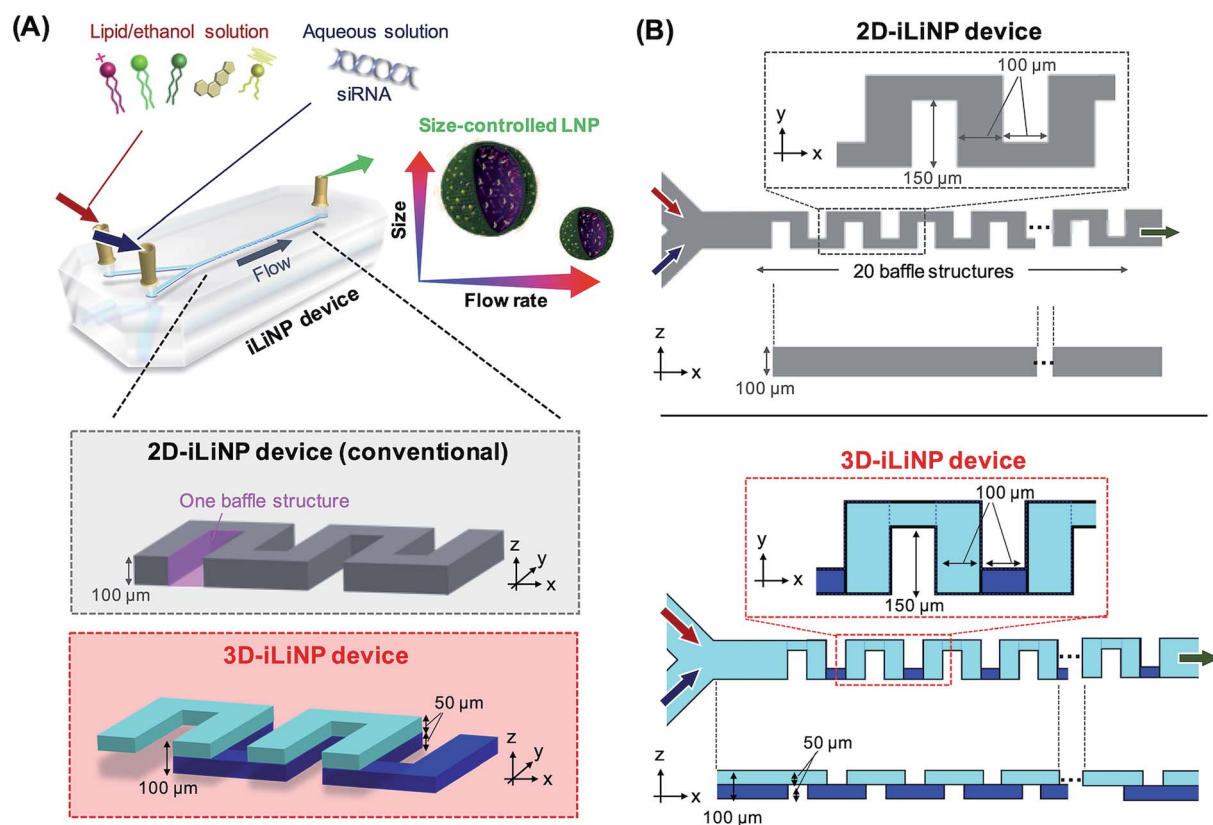 (A)
Lipid/ethanol solution
Aqueous solution
+
siRNA
Size-controlled LNP
Size
Flow
Flow rate
iLiNP device
2D-iLiNP device (conventional)
One baffle structure
100 µm
z
y
x
3D-iLiNP device
50 µm
100 µm
z
y
x
(B)
2D-iLiNP device
100 µm
y
x
150 µm
20 baffle structures
z
x
100 µm
3D-iLiNP device
100 µm
y
x
150 µm
50 µm
z
x
100 µm